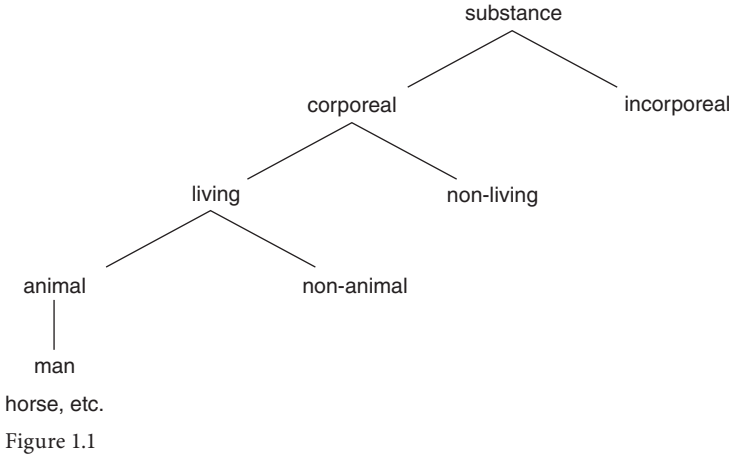 substance
corporeal incorporeal
living non-living
animal non-animal
man
horse, etc.
Figure 1.1